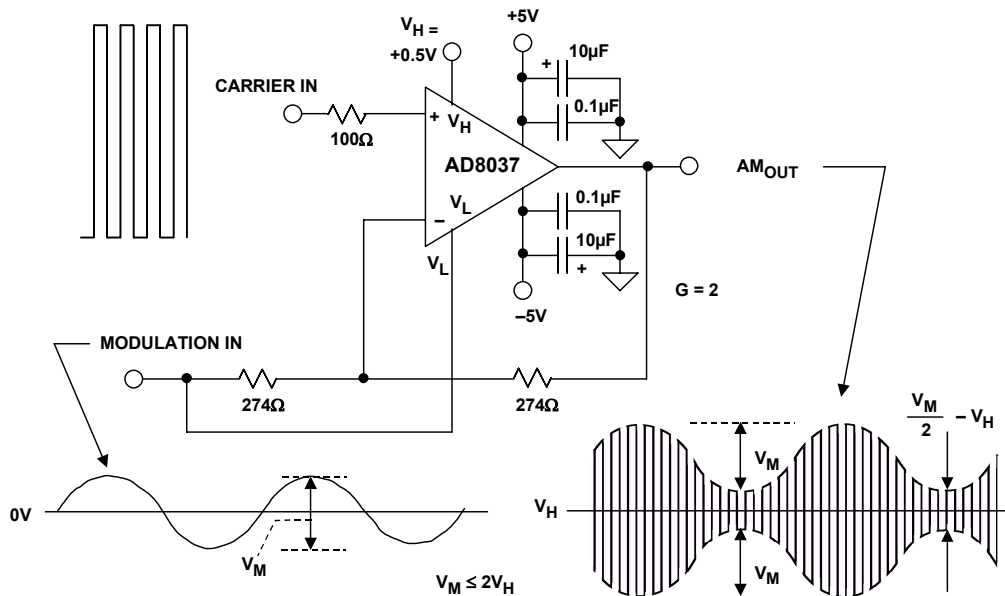 V_H =
+0.5V
+5V
10µF
+
0.1µF
CARRIER IN
100Ω
+
V_H
AD8037
V_L
−
V_L
AM_OUT
0.1µF
10µF
+
−5V
G = 2
MODULATION IN
274Ω
274Ω
V_M
2
− V_H
V_M
0V
V_H
V_M
V_M
V_M ≤ 2V_H